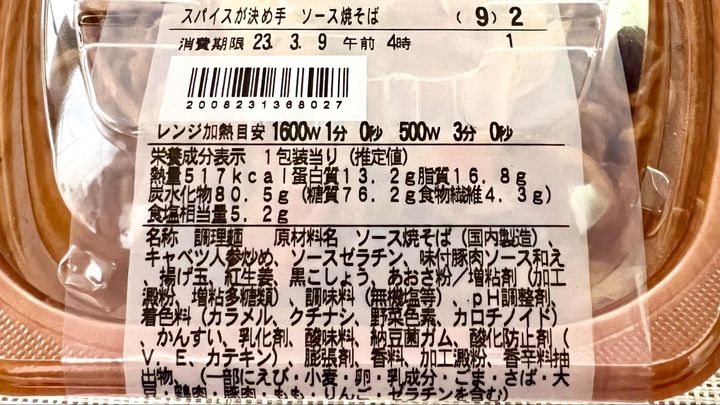 スパイスが決め手 ソース焼そば (9)2
消費期限 23. 3. 9 午前 4時 1
2008231368027
レンジ加熱目安 1600W 1分 0秒 500W 3分 0秒
栄養成分表示 1包装当り(推定値)
熱量517kcal蛋白質13.2g脂質16.8g
炭水化物80.5g(糖質76.2g食物繊維4.3g)
食塩相当量5.2g
名称 調理麺 原材料名 ソース焼そば(国内製造)、
キャベツ人参炒め、ソースゼラチン、味付豚肉ソース和え
、揚げ玉、紅生姜、黒こしょう、あおさ粉/増粘剤(加工
澱粉、増粘多糖類)、調味料(無機塩等)、pH調整剤、
着色料(カラメル、クチナシ、野菜色素、カロチノイド)
、かんすい、乳化剤、酸味料、納豆菌ガム、酸化防止剤(
V.E、カテキン)、膨張剤、香料、加工澱粉、香辛料抽
出物、(一部にえび・小麦・卵・乳成分・ごま・さば・大
豆・鶏肉・豚肉・もも・りんご・ゼラチンを含む)